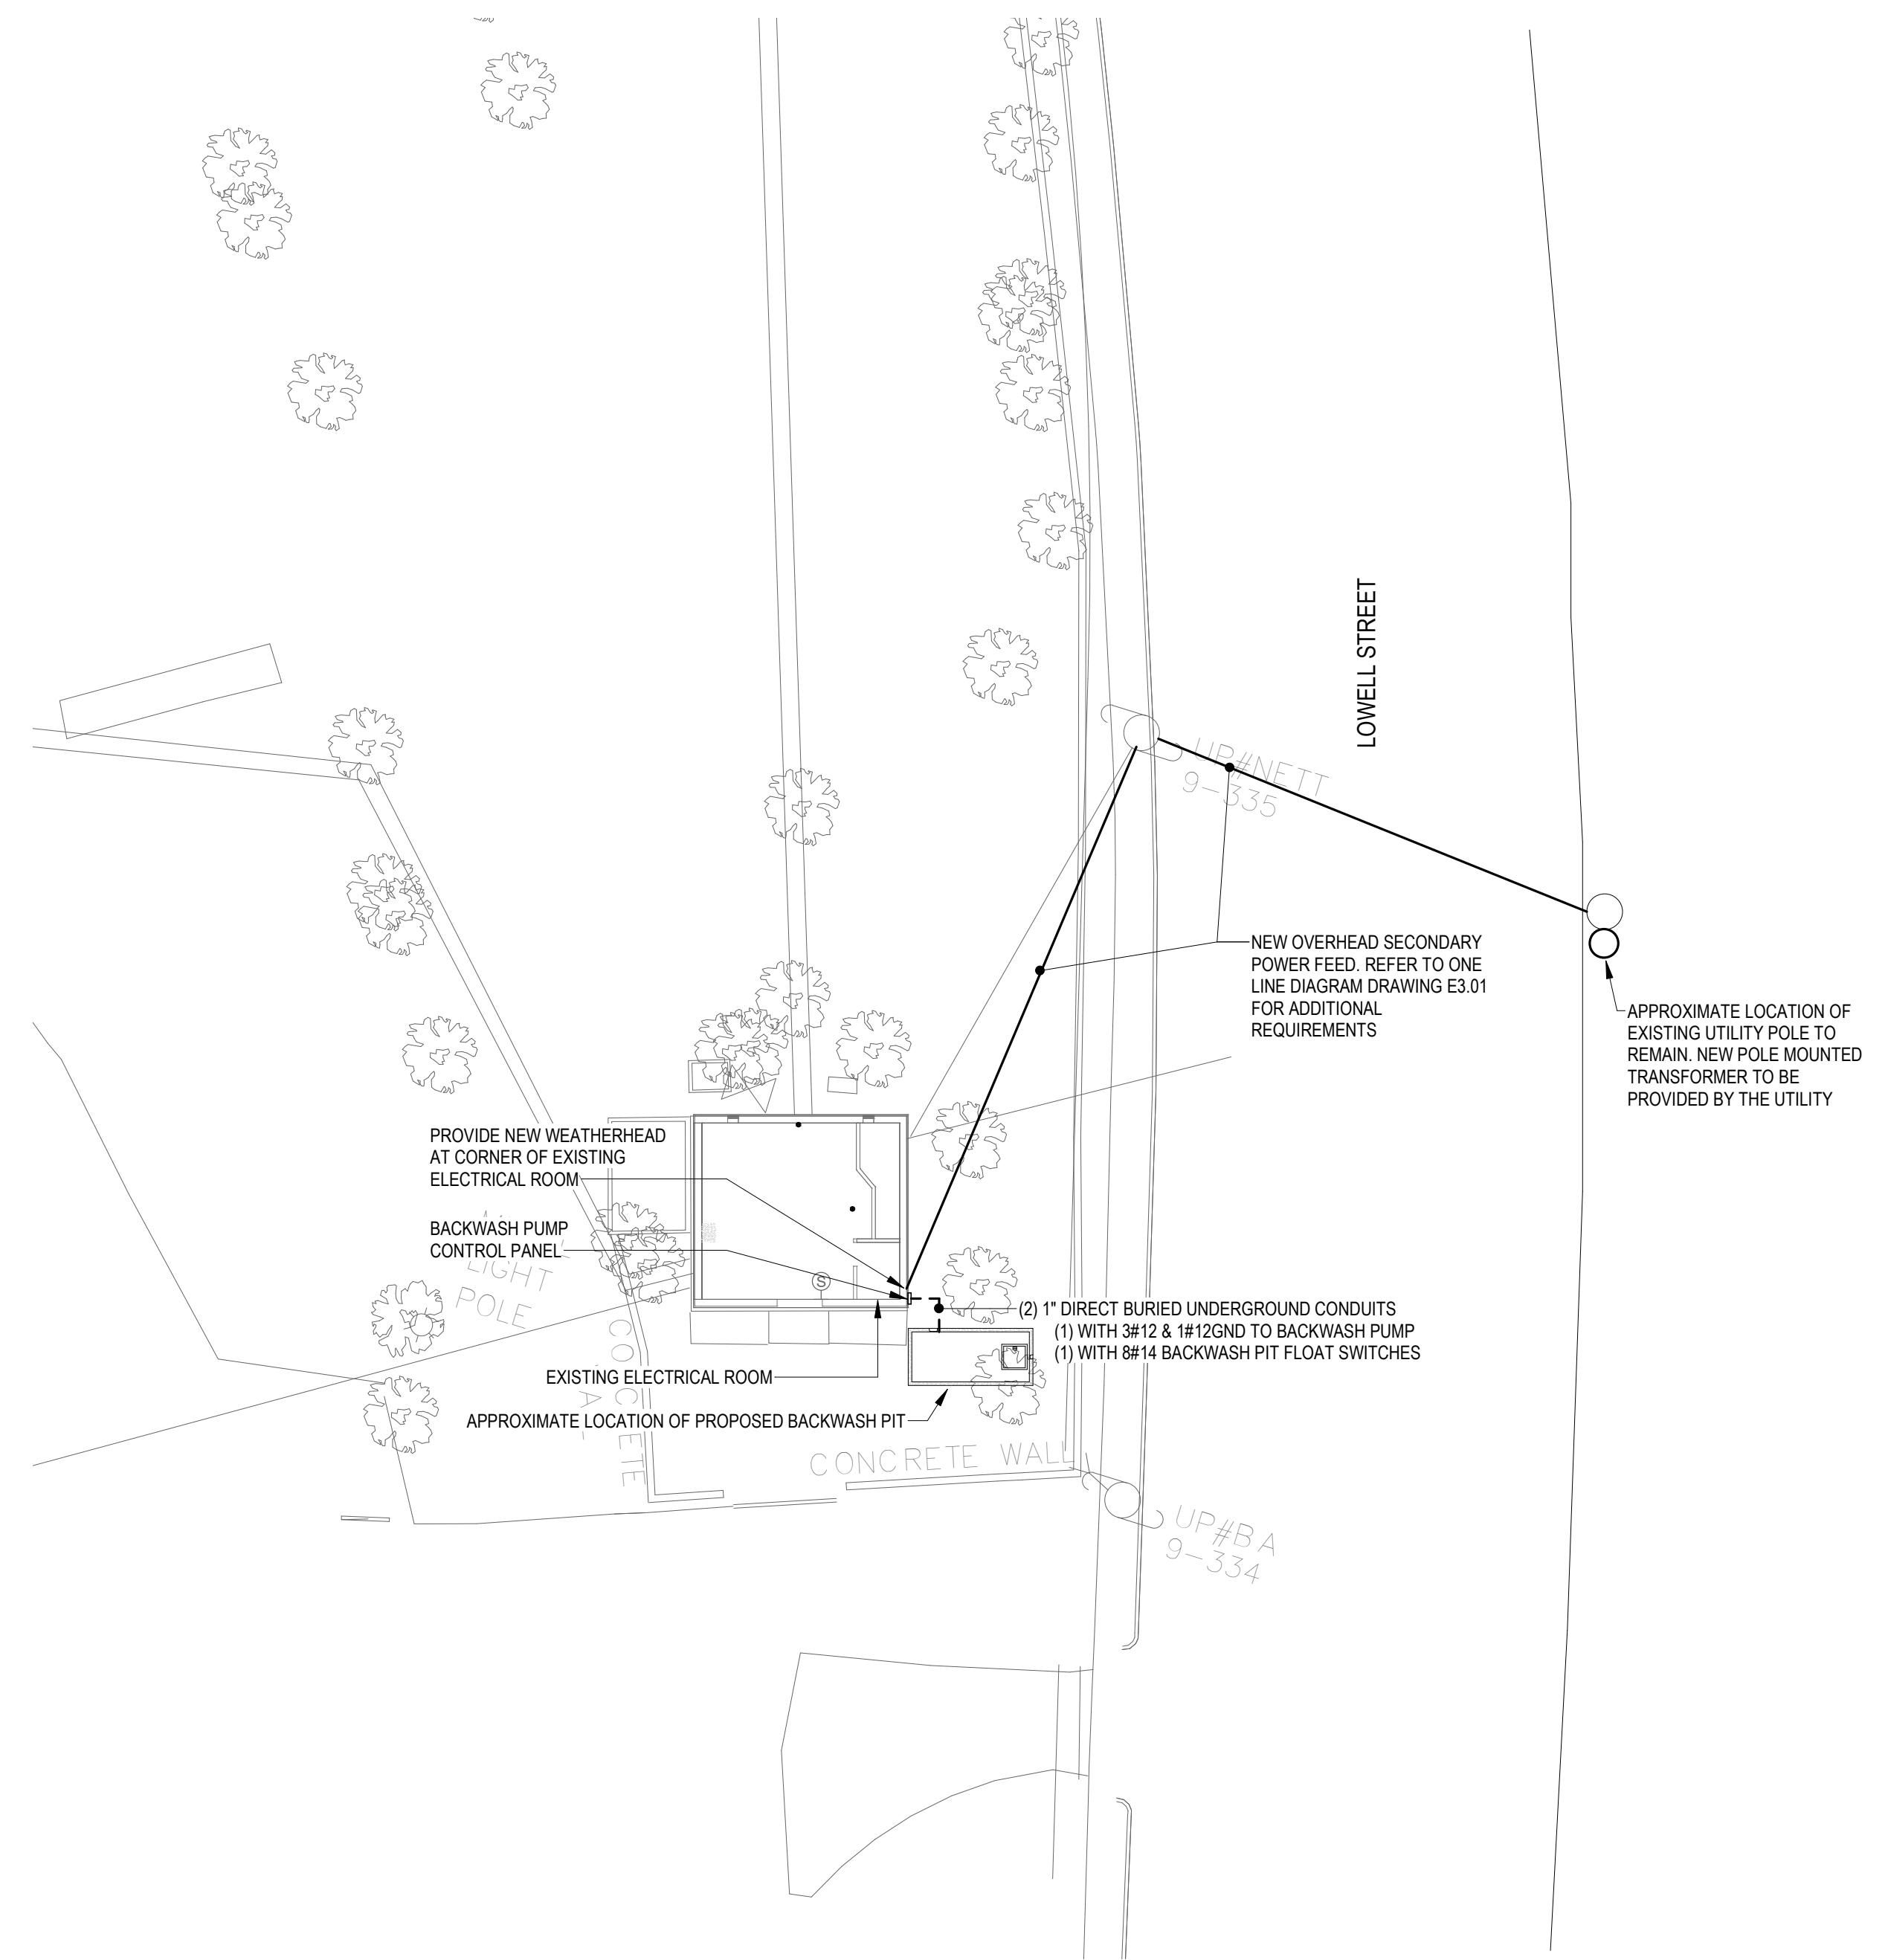 LOWELL STREET
UP#NETT
9-335
NEW OVERHEAD SECONDARY
POWER FEED. REFER TO ONE
LINE DIAGRAM DRAWING E3.01
FOR ADDITIONAL
REQUIREMENTS
APPROXIMATE LOCATION OF
EXISTING UTILITY POLE TO
REMAIN. NEW POLE MOUNTED
TRANSFORMER TO BE
PROVIDED BY THE UTILITY
PROVIDE NEW WEATHERHEAD
AT CORNER OF EXISTING
ELECTRICAL ROOM
BACKWASH PUMP
CONTROL PANEL
LIGHT
POLE
S
(2) 1" DIRECT BURIED UNDERGROUND CONDUITS
(1) WITH 3#12 & 1#12GND TO BACKWASH PUMP
(1) WITH 8#14 BACKWASH PIT FLOAT SWITCHES
EXISTING ELECTRICAL ROOM
APPROXIMATE LOCATION OF PROPOSED BACKWASH PIT
CONCRETE WALL
UP#BA
9-334